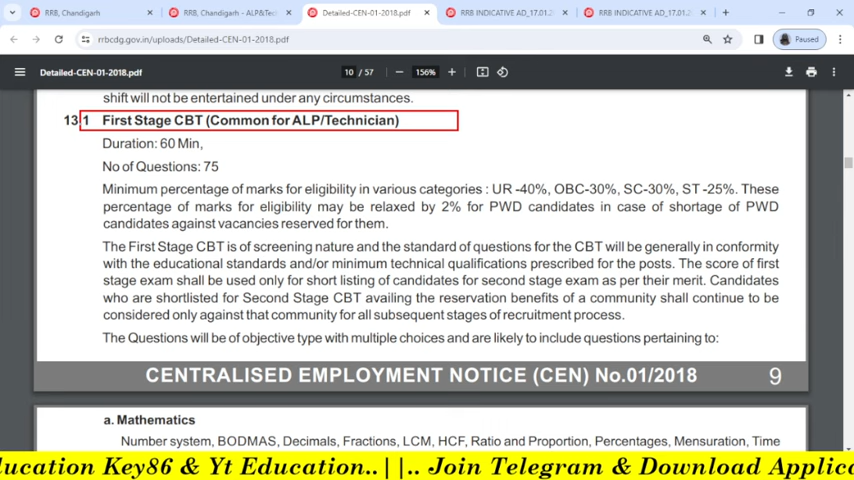 RRB, Chandigarh
RRB, Chandigarh - ALP&Tec
Detailed-CEN-01-2018.pdf
RRB INDICATIVE AD_17.01.2
RRB INDICATIVE AD_17.01.2
rrbcdg.gov.in/uploads/Detailed-CEN-01-2018.pdf
Paused
Detailed-CEN-01-2018.pdf
10 / 57
156%
shift will not be entertained under any circumstances.
13.1 First Stage CBT (Common for ALP/Technician)
Duration: 60 Min,
No of Questions: 75
Minimum percentage of marks for eligibility in various categories : UR -40%, OBC-30%, SC-30%, ST -25%. These
percentage of marks for eligibility may be relaxed by 2% for PWD candidates in case of shortage of PWD
candidates against vacancies reserved for them.
The First Stage CBT is of screening nature and the standard of questions for the CBT will be generally in conformity
with the educational standards and/or minimum technical qualifications prescribed for the posts. The score of first
stage exam shall be used only for short listing of candidates for second stage exam as per their merit. Candidates
who are shortlisted for Second Stage CBT availing the reservation benefits of a community shall continue to be
considered only against that community for all subsequent stages of recruitment process.
The Questions will be of objective type with multiple choices and are likely to include questions pertaining to:
CENTRALISED EMPLOYMENT NOTICE (CEN) No.01/2018 9
a. Mathematics
Number system, BODMAS, Decimals, Fractions, LCM, HCF, Ratio and Proportion, Percentages, Mensuration, Time
ducation Key86 & Yt Education..||.. Join Telegram & Download Applic